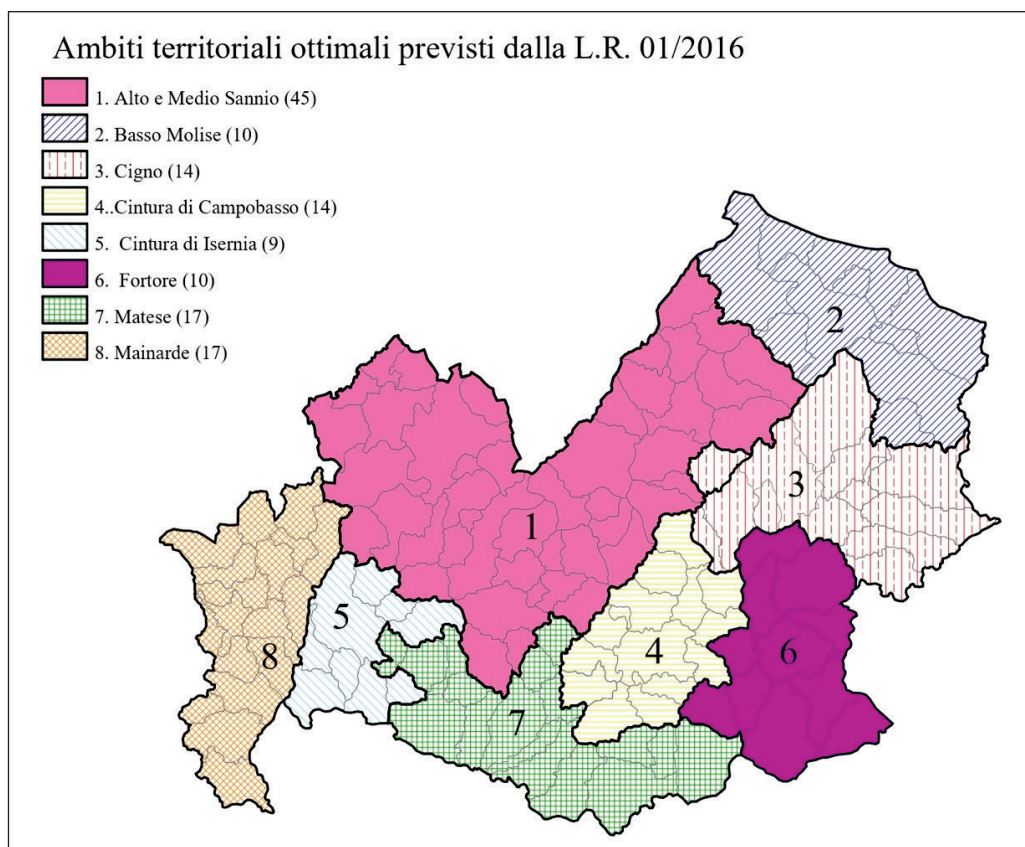 Ambiti territoriali ottimali previsti dalla L.R. 01/2016
1. Alto e Medio Sannio (45)
2. Basso Molise (10)
3. Cigno (14)
4..Cintura di Campobasso (14)
5. Cintura di Isernia (9)
6. Fortore (10)
7. Matese (17)
8. Mainarde (17)
2
3
1
5
4
8
6
7